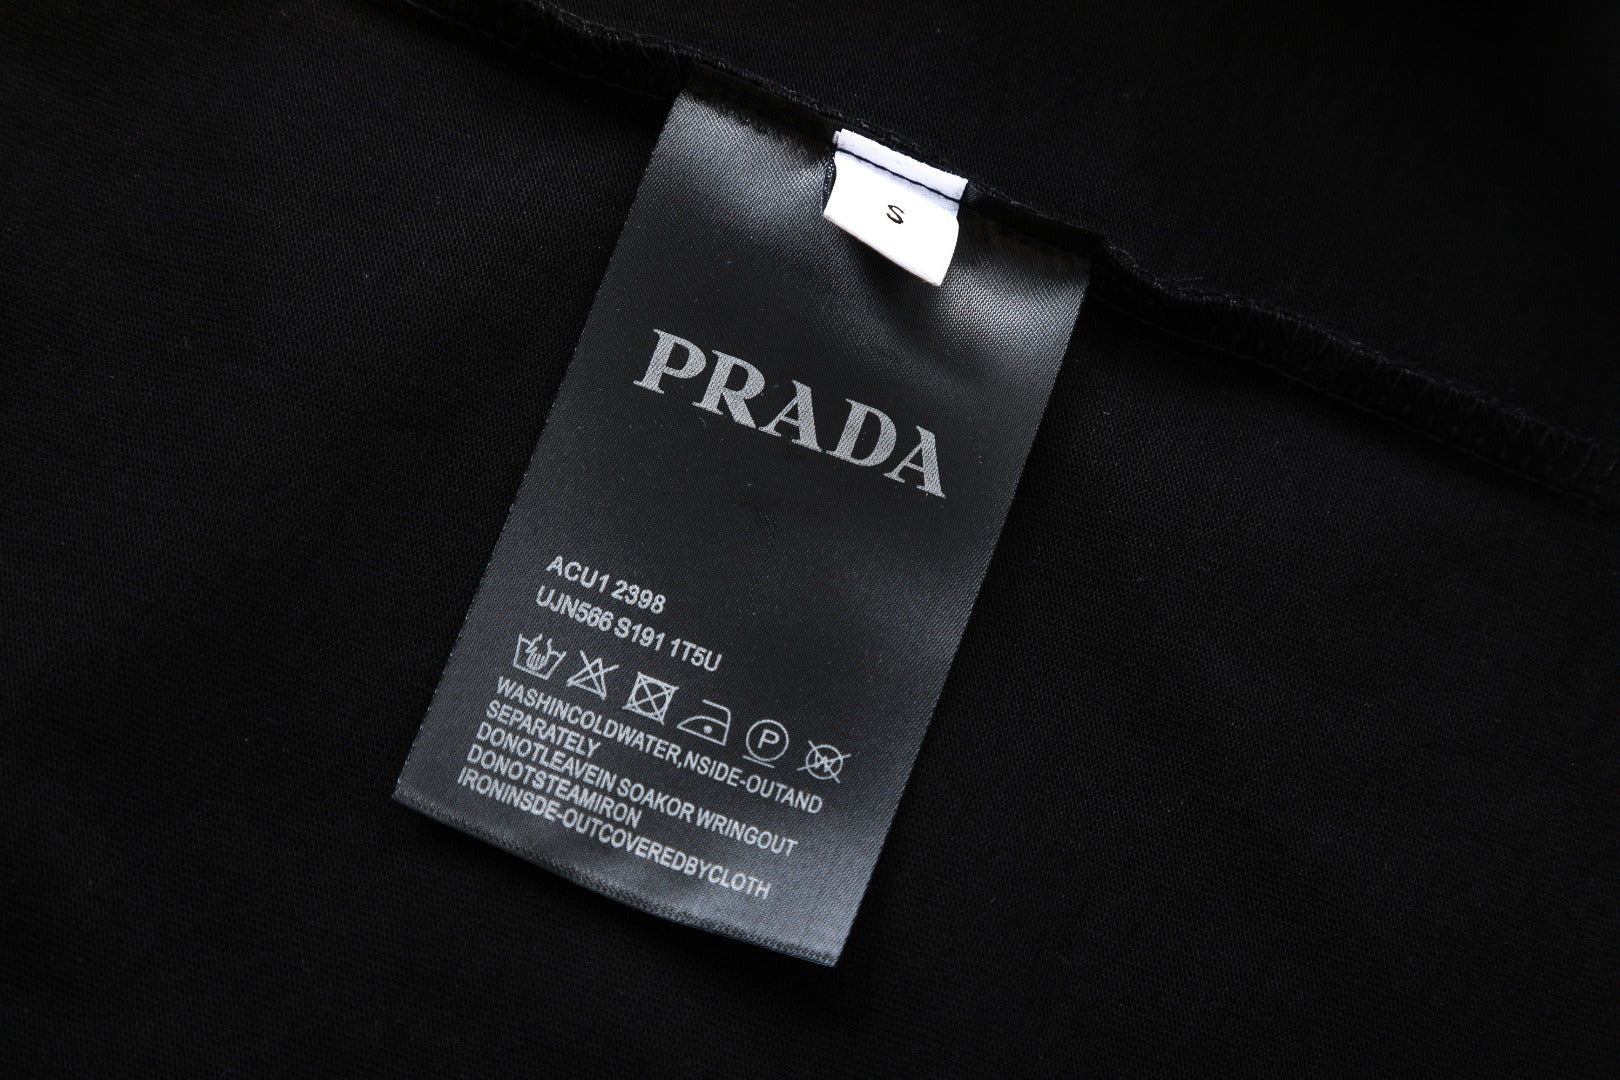 S
PRADA
ACU1 2398
UJN566 S191 1T5U
P
W
WASHINCOLDWATER,NSIDE-OUTAND
SEPARATELY
DONOTLEAVEIN SOAKOR WRINGOUT
DONOTSTEAMIRON
IRONINSDE-OUTCOVEREDBYCLOTH